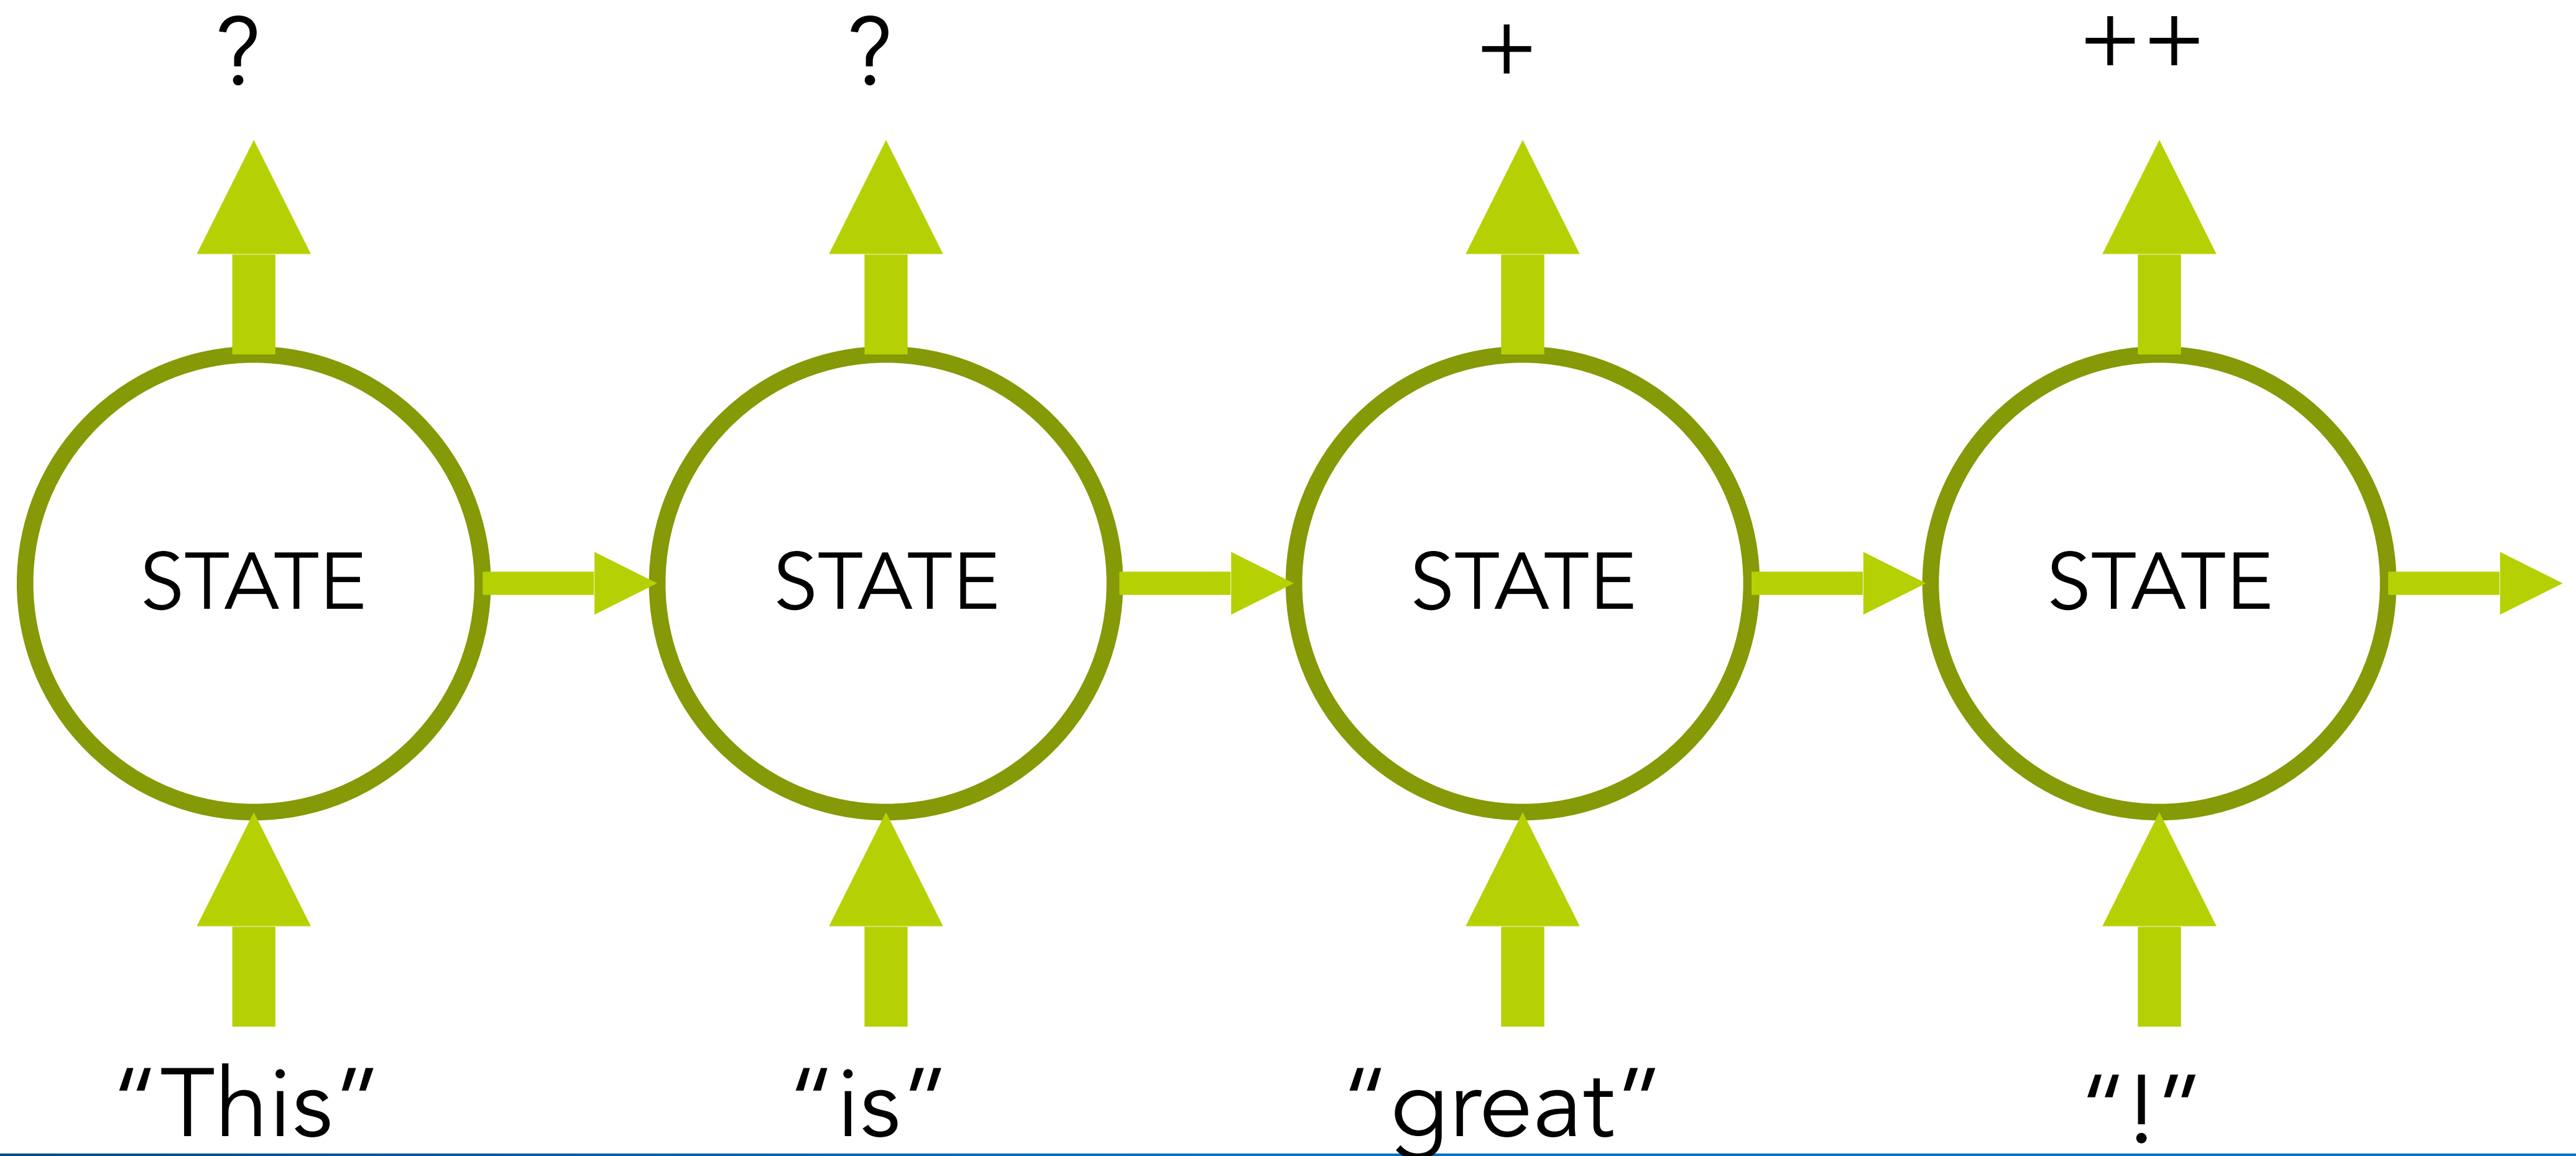 ? ? + ++
STATE STATE STATE STATE
“This” “is” “great” “!”